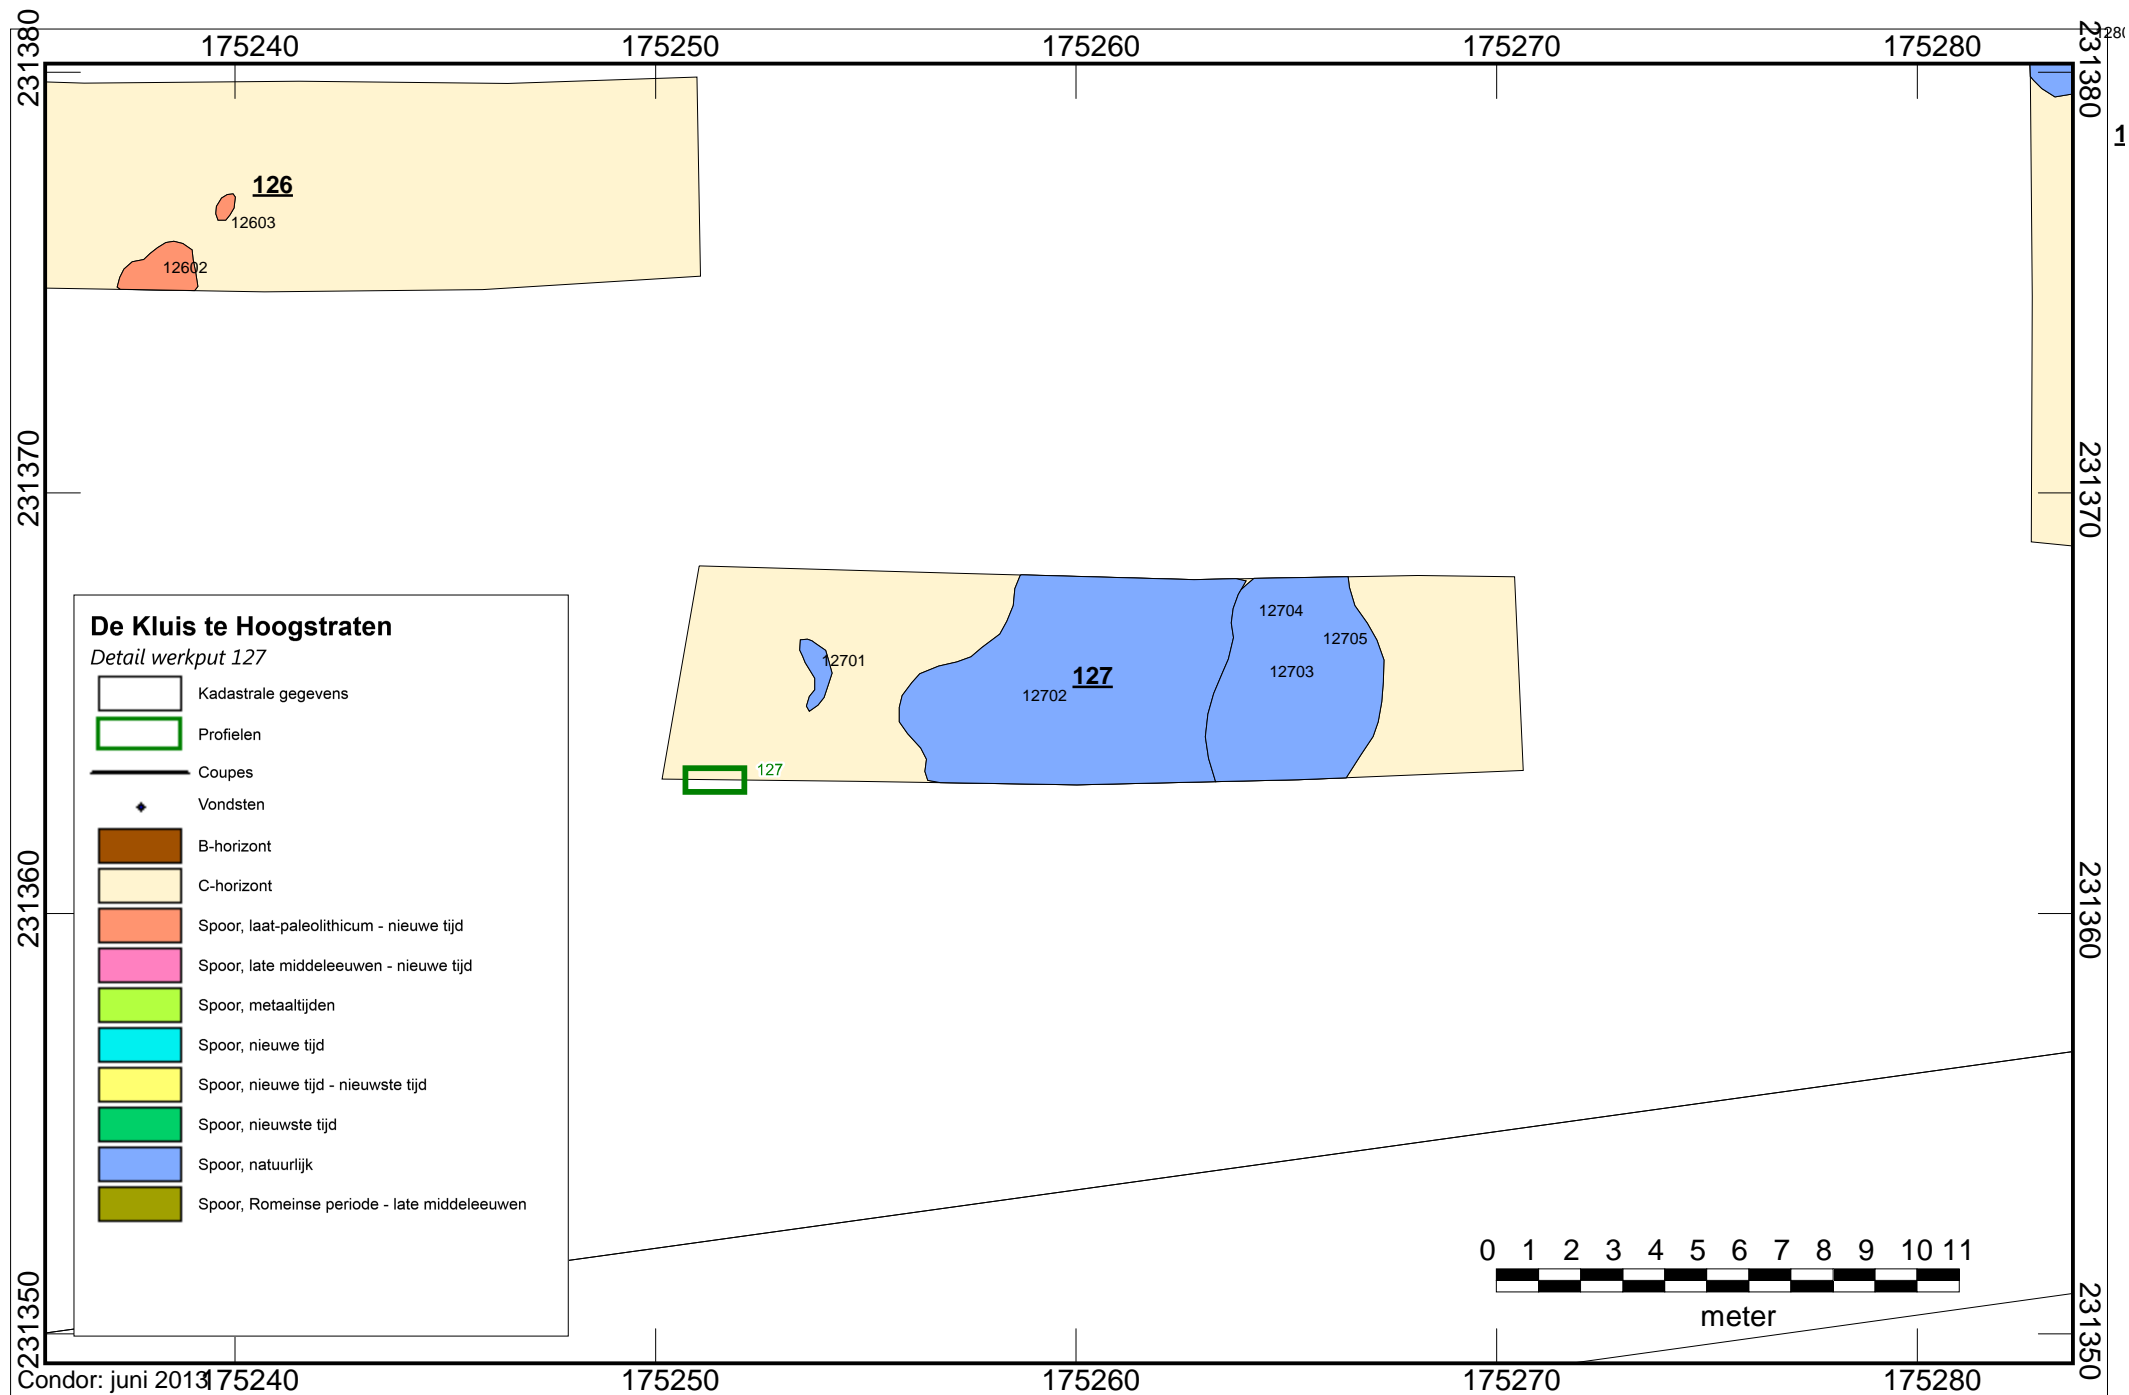 175240 175250 175260 175270 175280
231380
231380
126
12603
12602
231370
231370
12704
12701
12705
127
12703
12702
127
De Kluis te Hoogstraten
Detail werkput 127
Kadastrale gegevens
Profielen
Coupes
Vondsten
B-horizont
C-horizont
Spoor, laat-paleolithicum - nieuwe tijd
Spoor, late middeleeuwen - nieuwe tijd
Spoor, metaaltijden
Spoor, nieuwe tijd
Spoor, nieuwe tijd - nieuwste tijd
Spoor, nieuwste tijd
Spoor, natuurlijk
Spoor, Romeinse periode - late middeleeuwen
231360
231360
0 1 2 3 4 5 6 7 8 9 10 11
meter
231350
231350
Condor: juni 2013
175240 175250 175260 175270 175280